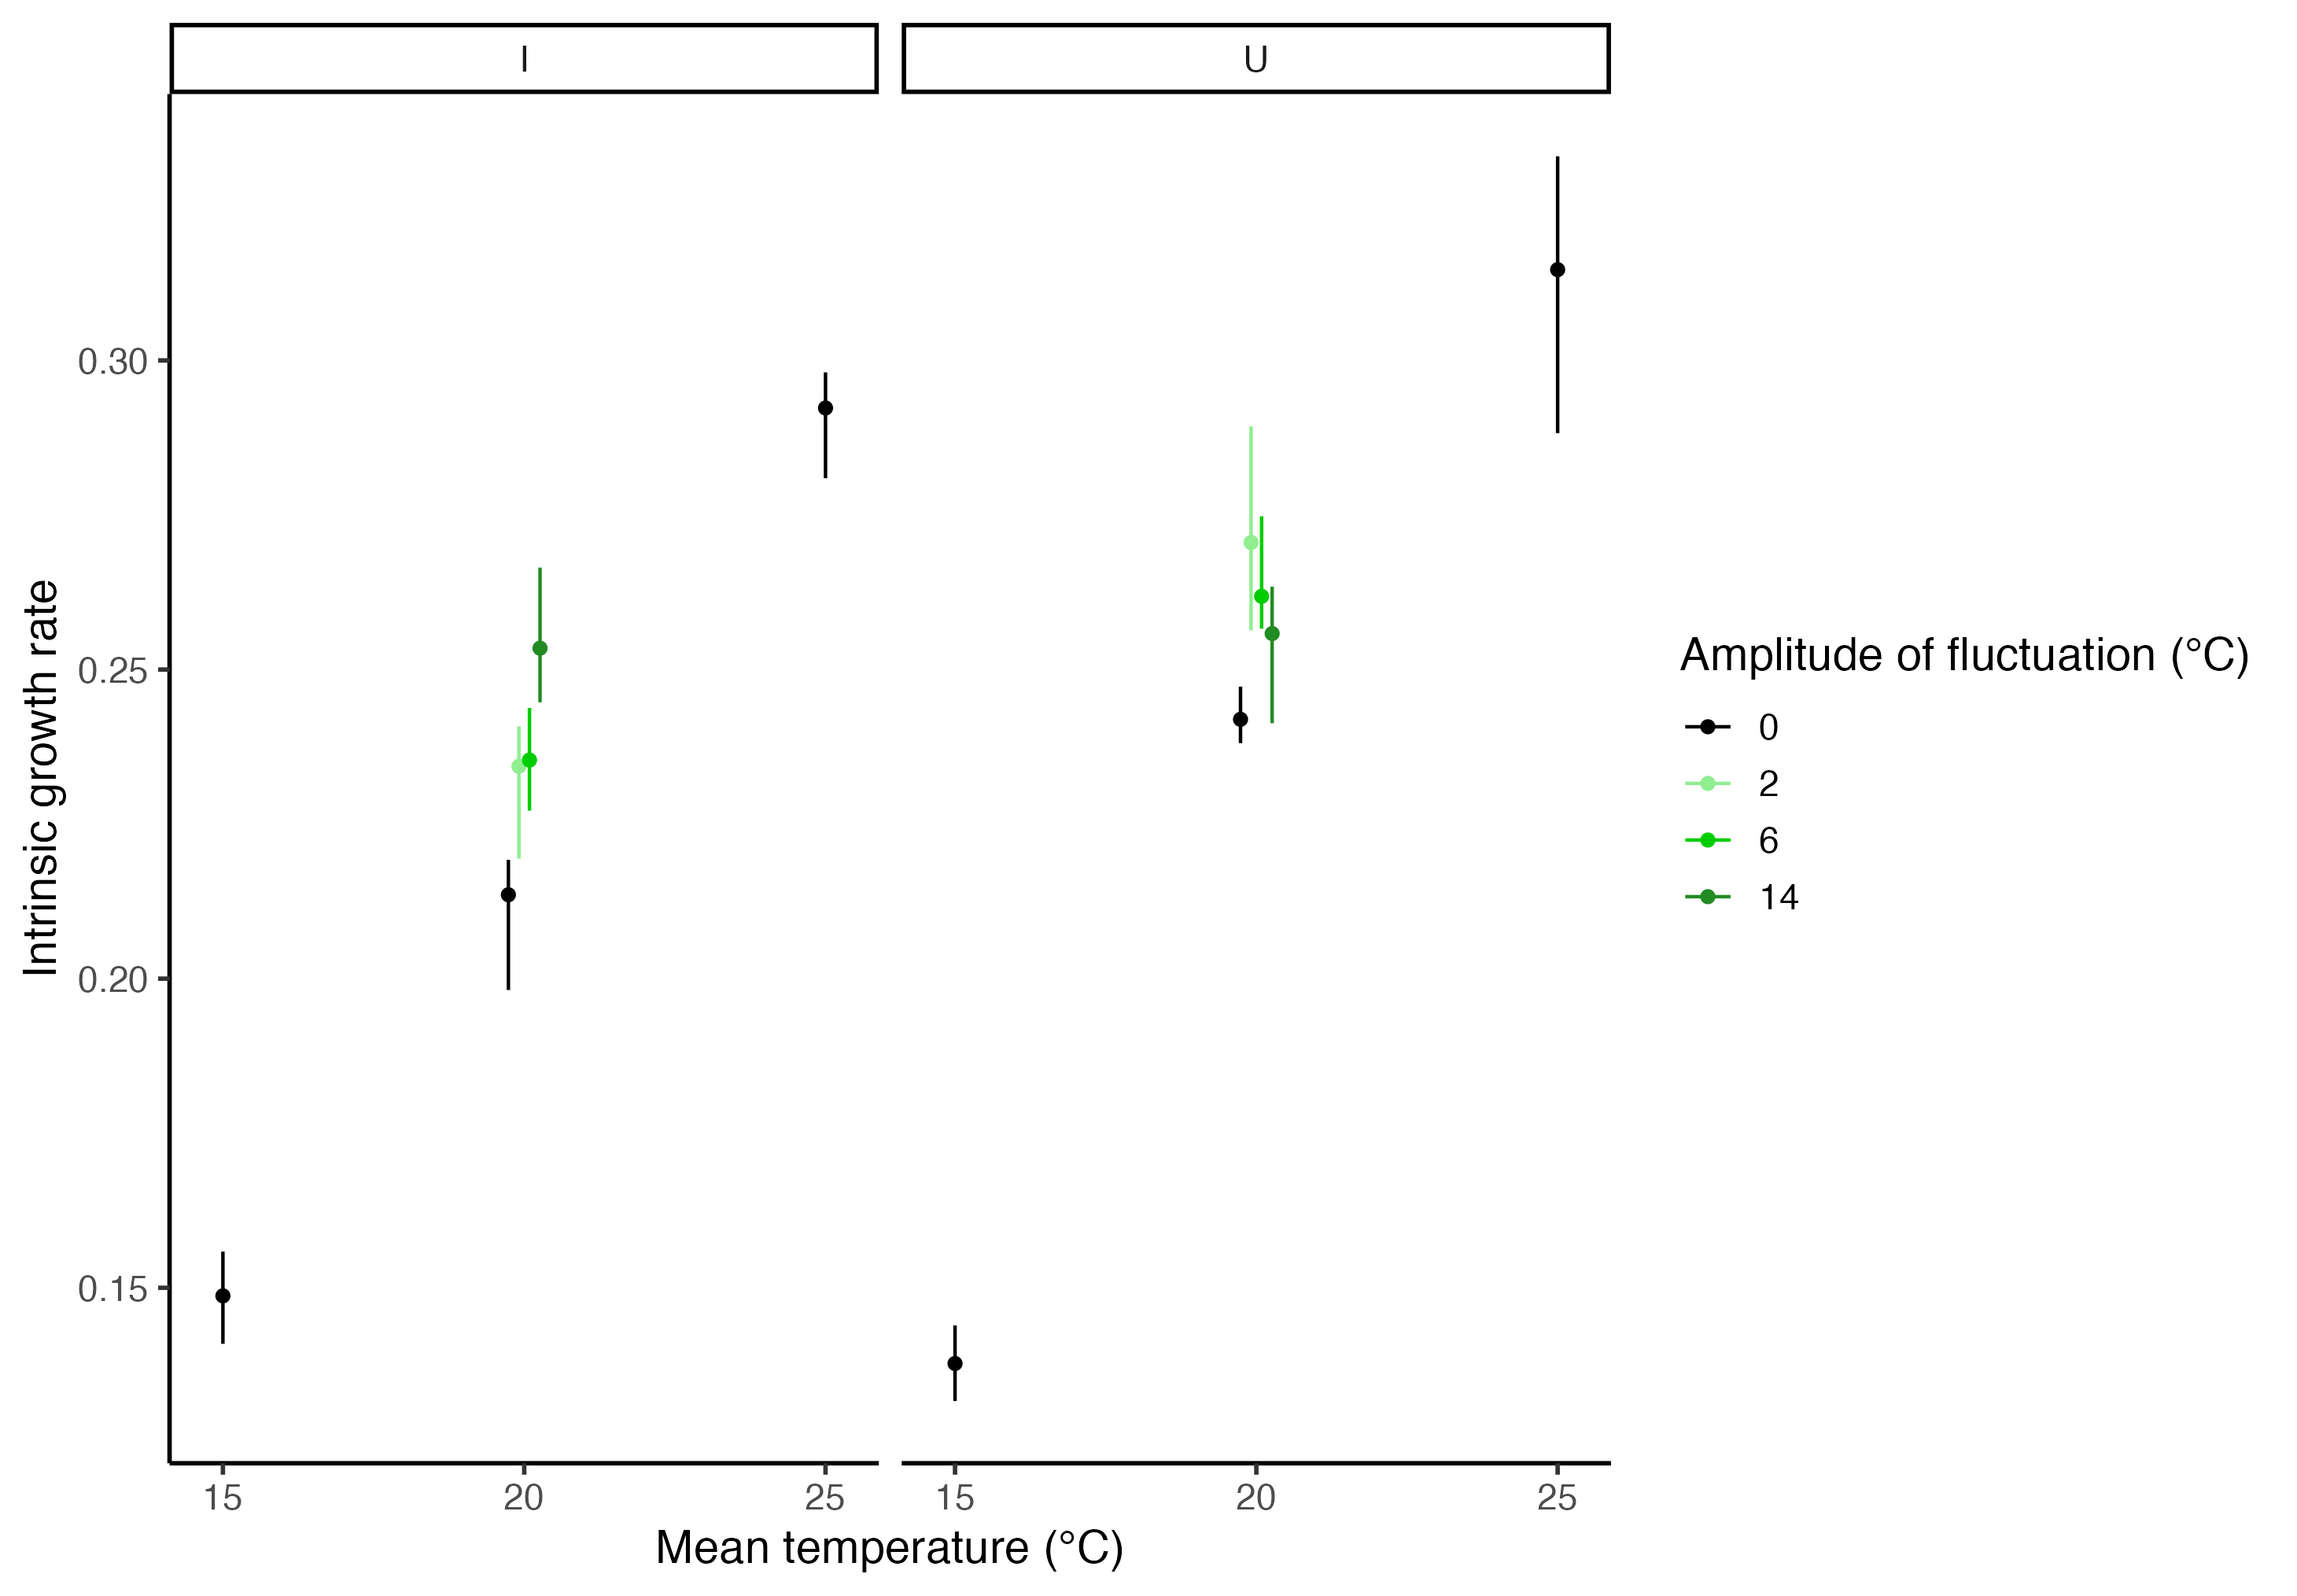 I
U
Intrinsic growth rate
0.30
0.25
0.20
0.15
15
20
25
15
20
25
Mean temperature (°C)
Amplitude of fluctuation (°C)
0
2
6
14